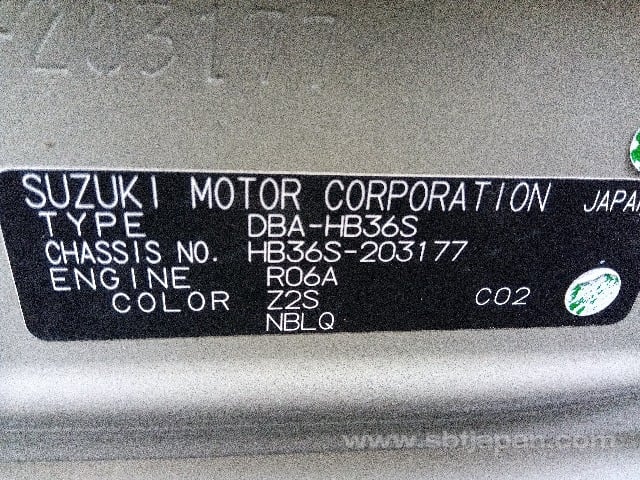 -203177
SUZUKI MOTOR CORPORATION JAPAN
TYPE DBA-HB36S
CHASSIS NO. HB36S-203177
ENGINE R06A
COLOR Z2S C02
NBLQ
www.sbtjapan.com